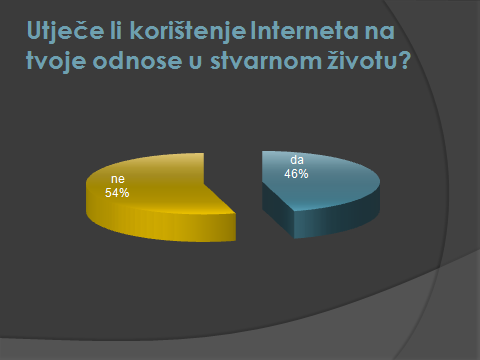 Utječe li korištenje Interneta na
tvoje odnose u stvarnom životu?
da
46%
ne
54%